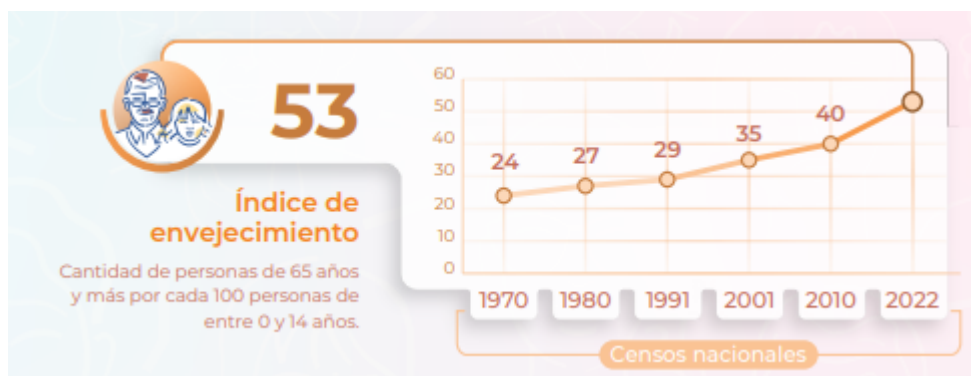 53
Índice de
envejecimiento
Cantidad de personas de 65 años
y más por cada 100 personas de
entre 0 y 14 años.
60
50
40
30
20
10
0
24 27 29 35 40
1970 1980 1991 2001 2010 2022
Censos nacionales